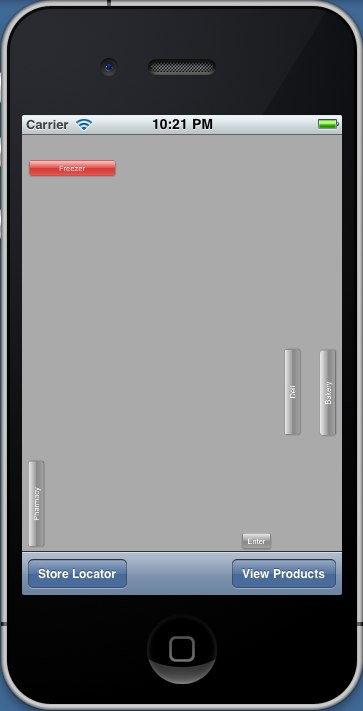 Carrier 10:21 PM
Freezer
Deli
Bakery
Pharmacy
Enter
Store Locator
View Products